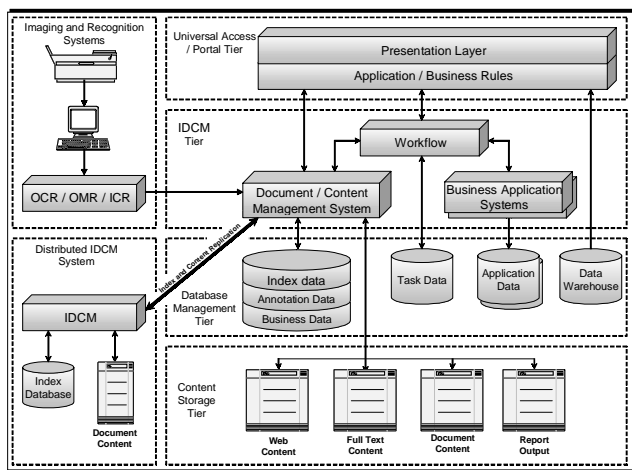 Imaging and Recognition
Systems
OCR / OMR / ICR
Universal Access
/ Portal Tier
Presentation Layer
Application / Business Rules
IDCM
Tier
Workflow
Document / Content
Management System
Business Application
Systems
Index and Content Replication
Distributed IDCM
System
IDCM
Index
Database
Document
Content
Database
Management
Tier
Index data
Annotation Data
Business Data
Task Data
Application
Data
Data
Warehouse
Content
Storage
Tier
Web
Content
Full Text
Content
Document
Content
Report
Output